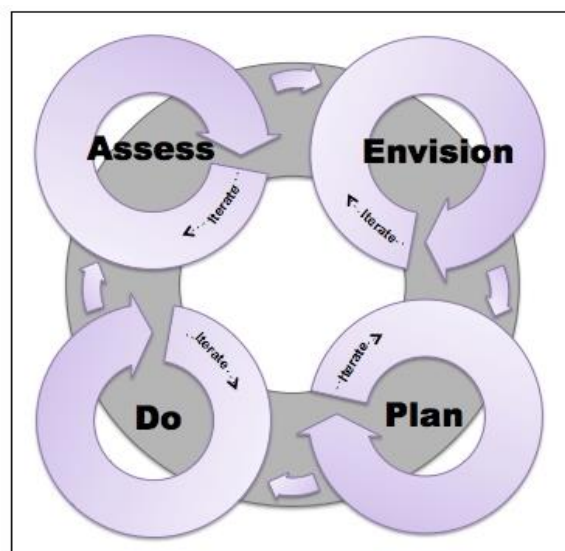 Assess
Envision
Iterate
Iterate
Iterate
Iterate
Do
Plan